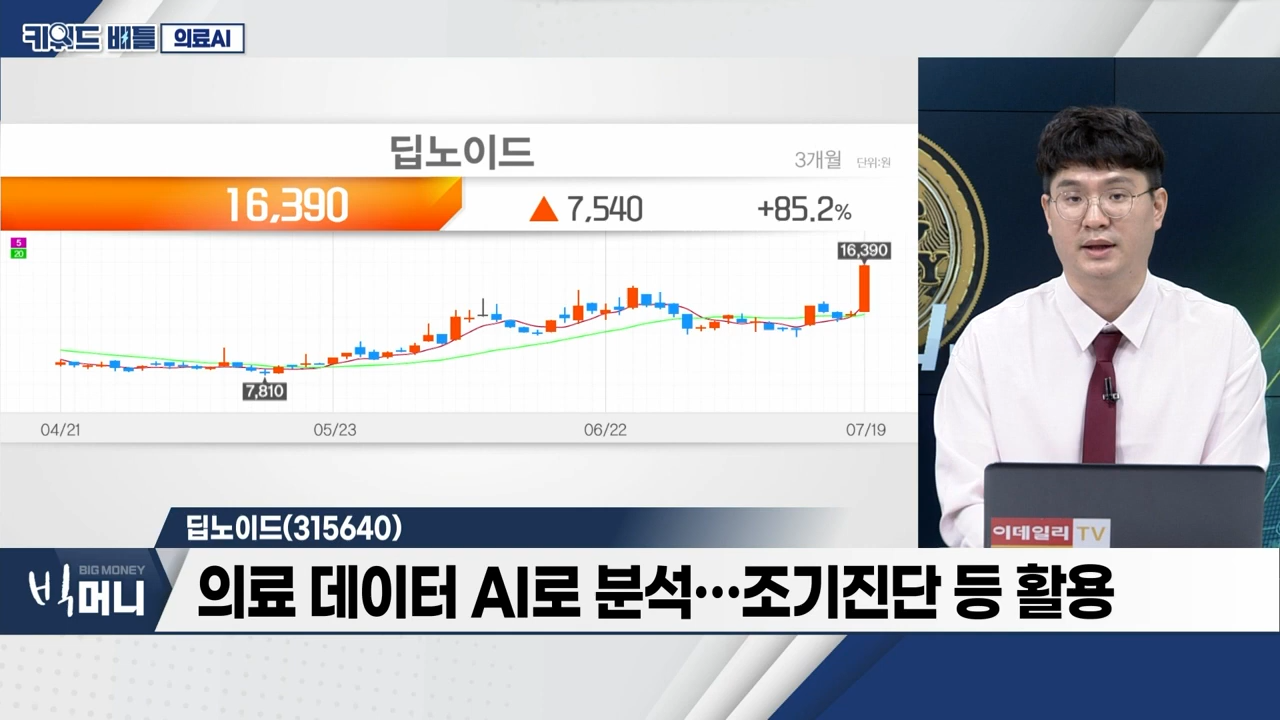 키워드 배틀 의료AI
딥노이드
3개월 단위:원
16,390 ▲ 7,540 +85.2%
5
20
16,390
7,810
04/21 05/23 06/22 07/19
이데일리 TV
딥노이드(315640)
BIG MONEY
빅머니
의료 데이터 AI로 분석…조기진단 등 활용